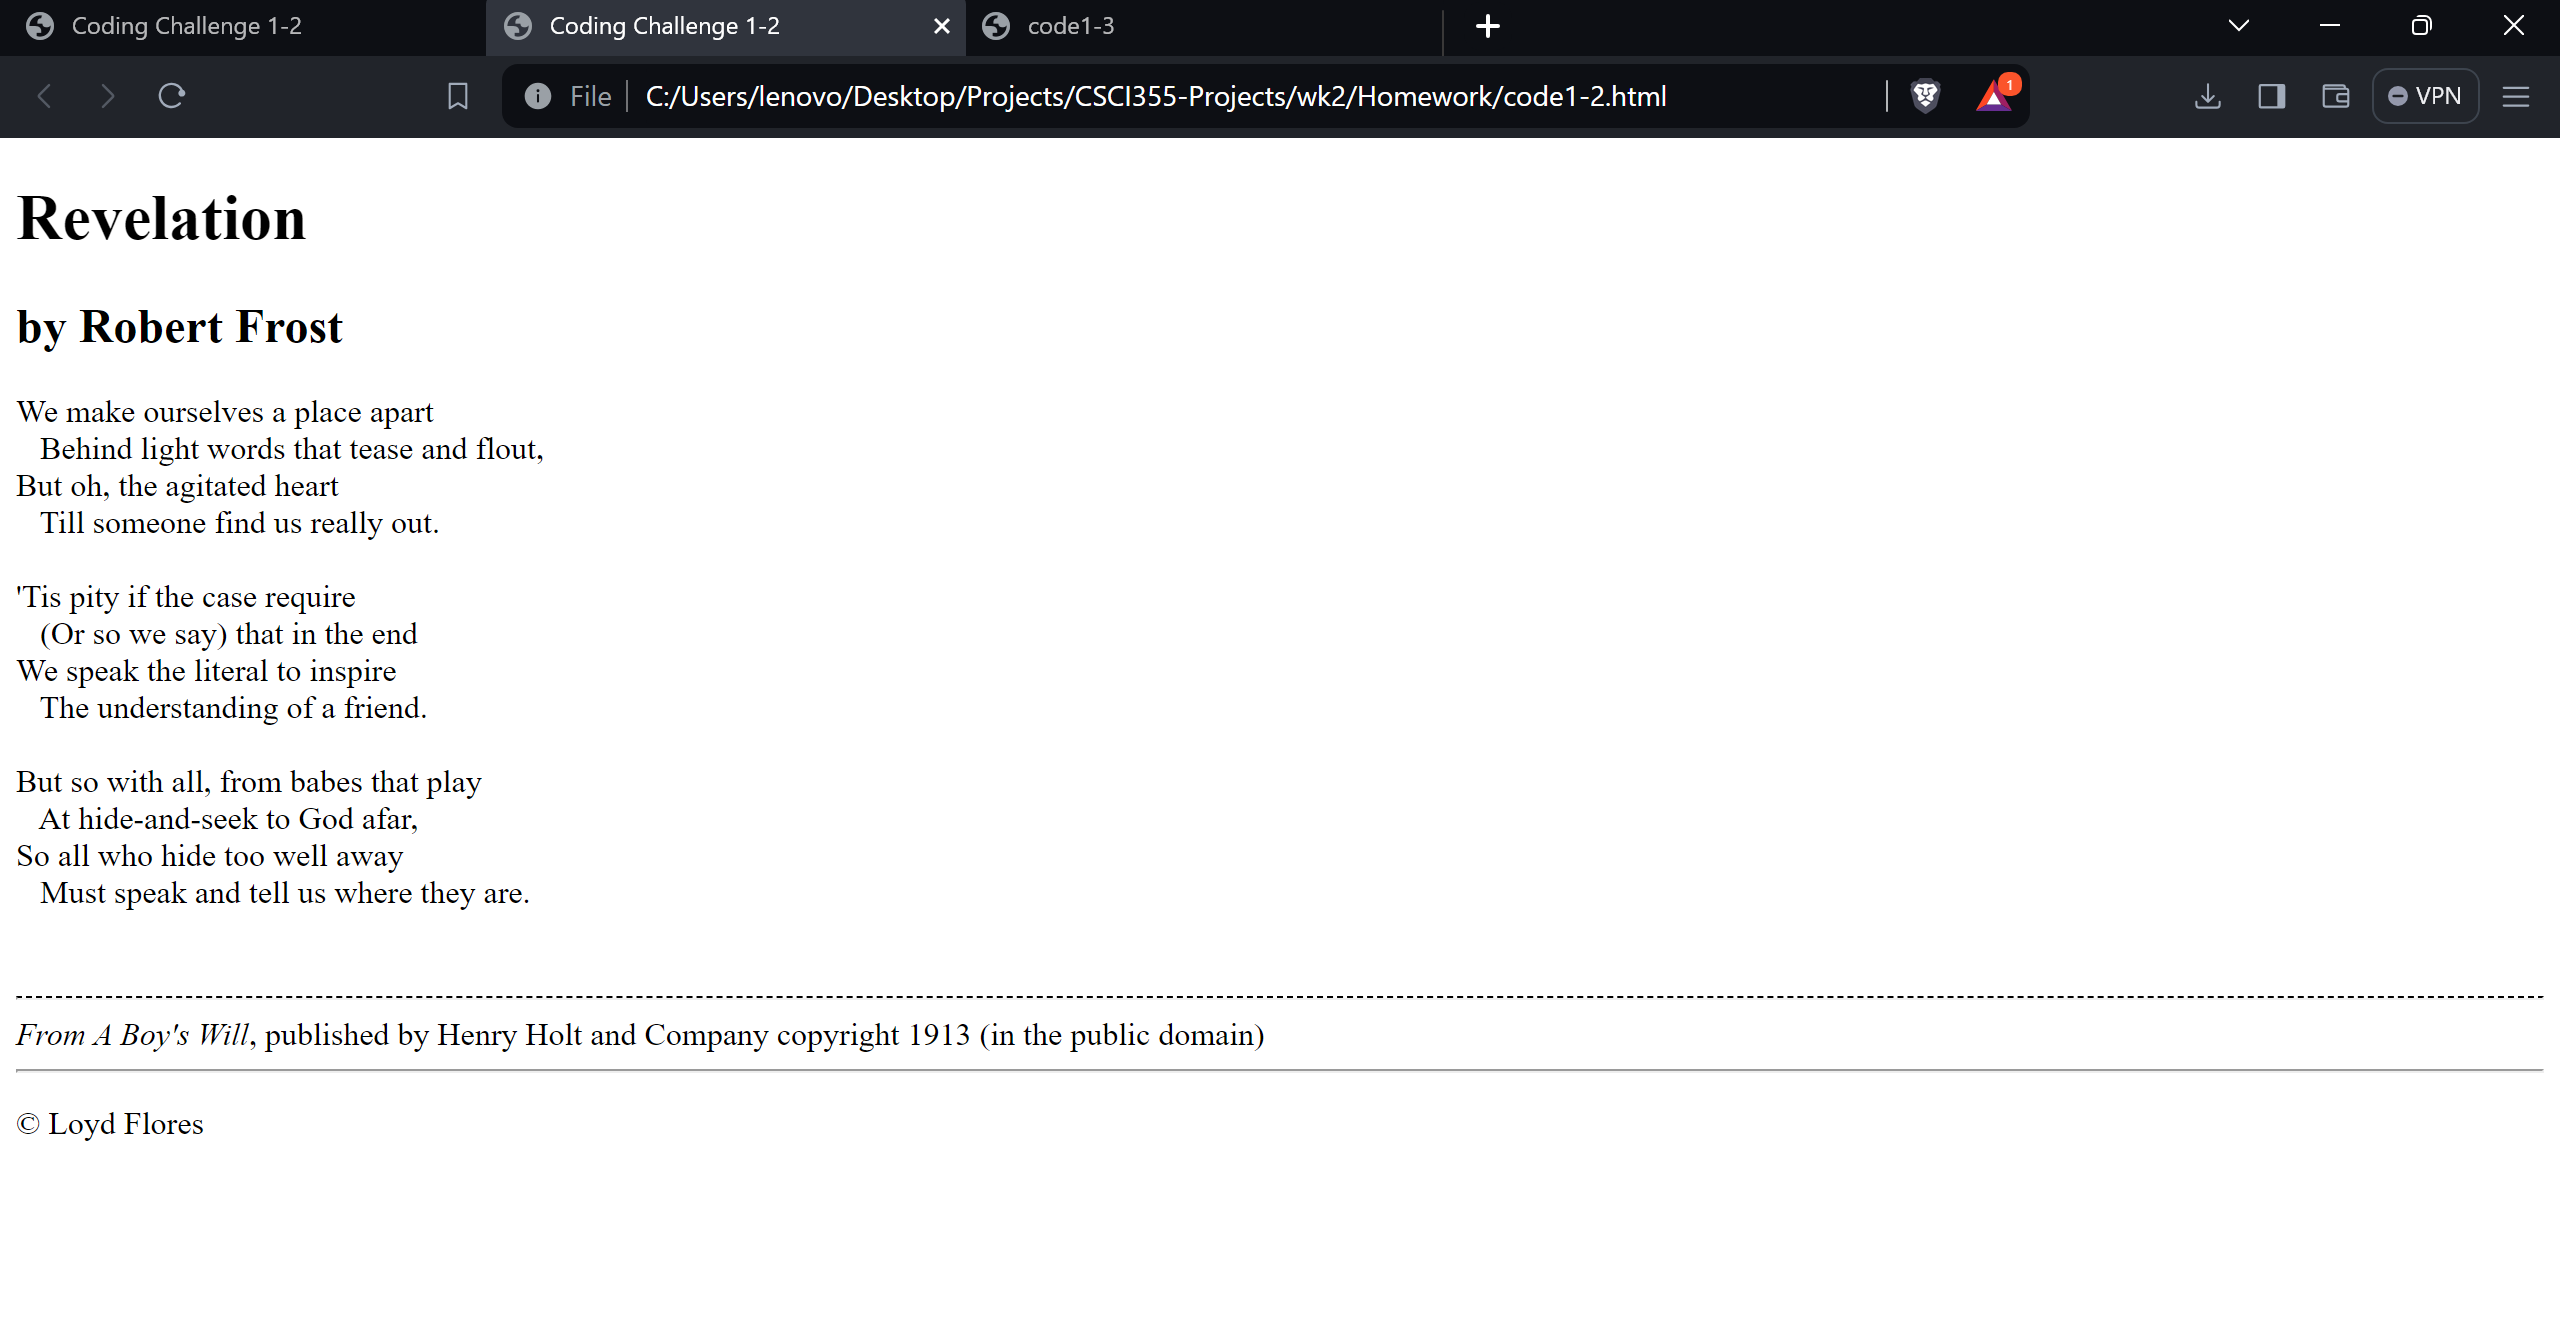 Coding Challenge 1-2
Coding Challenge 1-2
code1-3
File
C:/Users/lenovo/Desktop/Projects/CSCI355-Projects/wk2/Homework/code1-2.html
1
VPN
Revelation
by Robert Frost
We make ourselves a place apart
Behind light words that tease and flout,
But oh, the agitated heart
Till someone find us really out.
'Tis pity if the case require
(Or so we say) that in the end
We speak the literal to inspire
The understanding of a friend.
But so with all, from babes that play
At hide-and-seek to God afar,
So all who hide too well away
Must speak and tell us where they are.
From A Boy's Will, published by Henry Holt and Company copyright 1913 (in the public domain)
© Loyd Flores